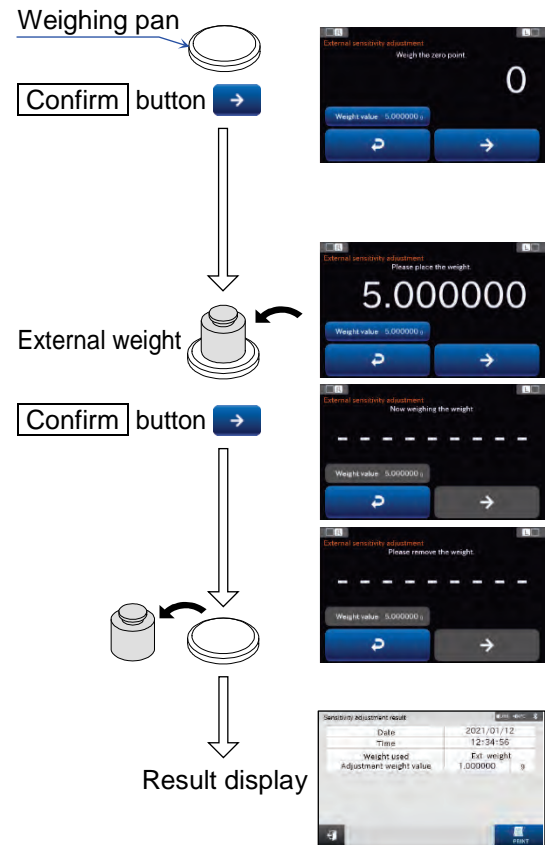 Weighing pan
R
L
External sensitivity adjustment
Weigh the zero point.
0
Confirm button
Weight value 5.000000 g
R
L
External sensitivity adjustment
Please place the weight.
5.000000
External weight
Weight value 5.000000 g
R
L
External sensitivity adjustment
Now weighing the weight
Confirm button
- - - - - - - - -
Weight value 5.000000 g
R
L
External sensitivity adjustment
Please remove the weight.
- - - - - - - - -
Weight value 5.000000 g
Sensitivity adjustment result
Date 2021/01/12
Time 12:34:56
Weight used Ext. weight
Adjustment weight value 1.000000 g
Result display
PRINT